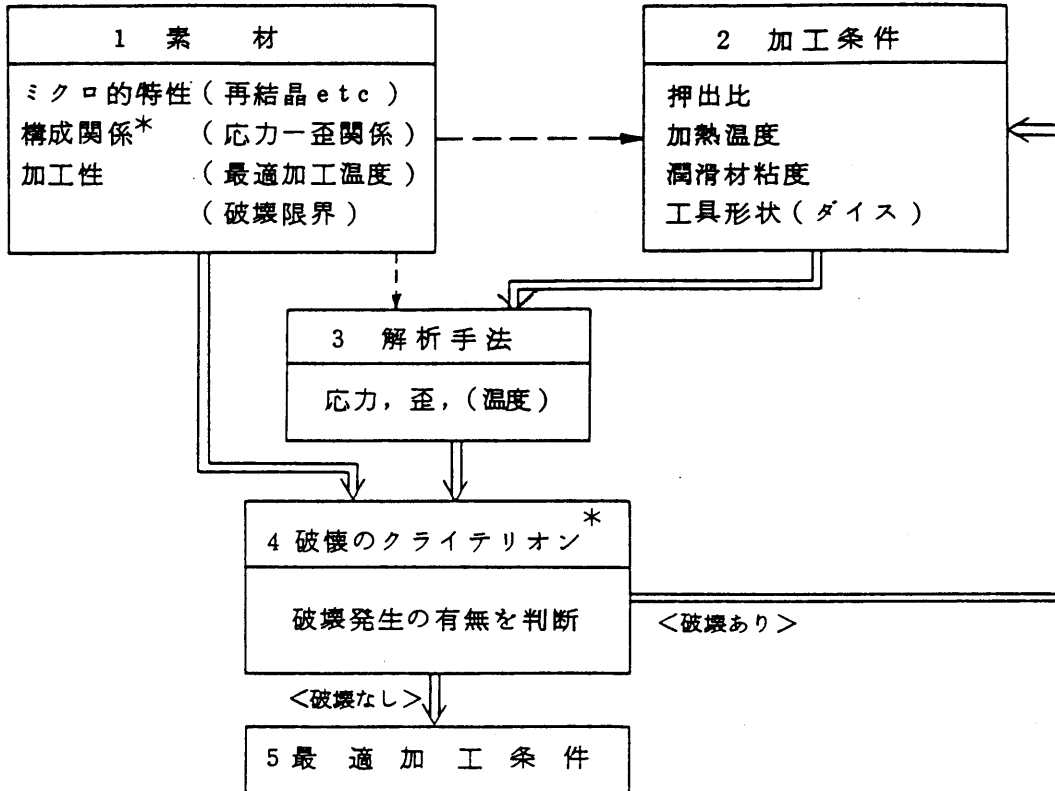 1 素 材
ミクロ的特性(再結晶etc)
構成関係* (応力ー歪関係)
加工性 (最適加工温度)
(破壊限界)
2 加工条件
押出比
加熱温度
潤滑材粘度
工具形状(ダイス)
3 解析手法
応力,歪,(温度)
4 破懐のクライテリオン*
破壊発生の有無を判断
<破壊あり>
<破壊なし>
5 最適加工条件